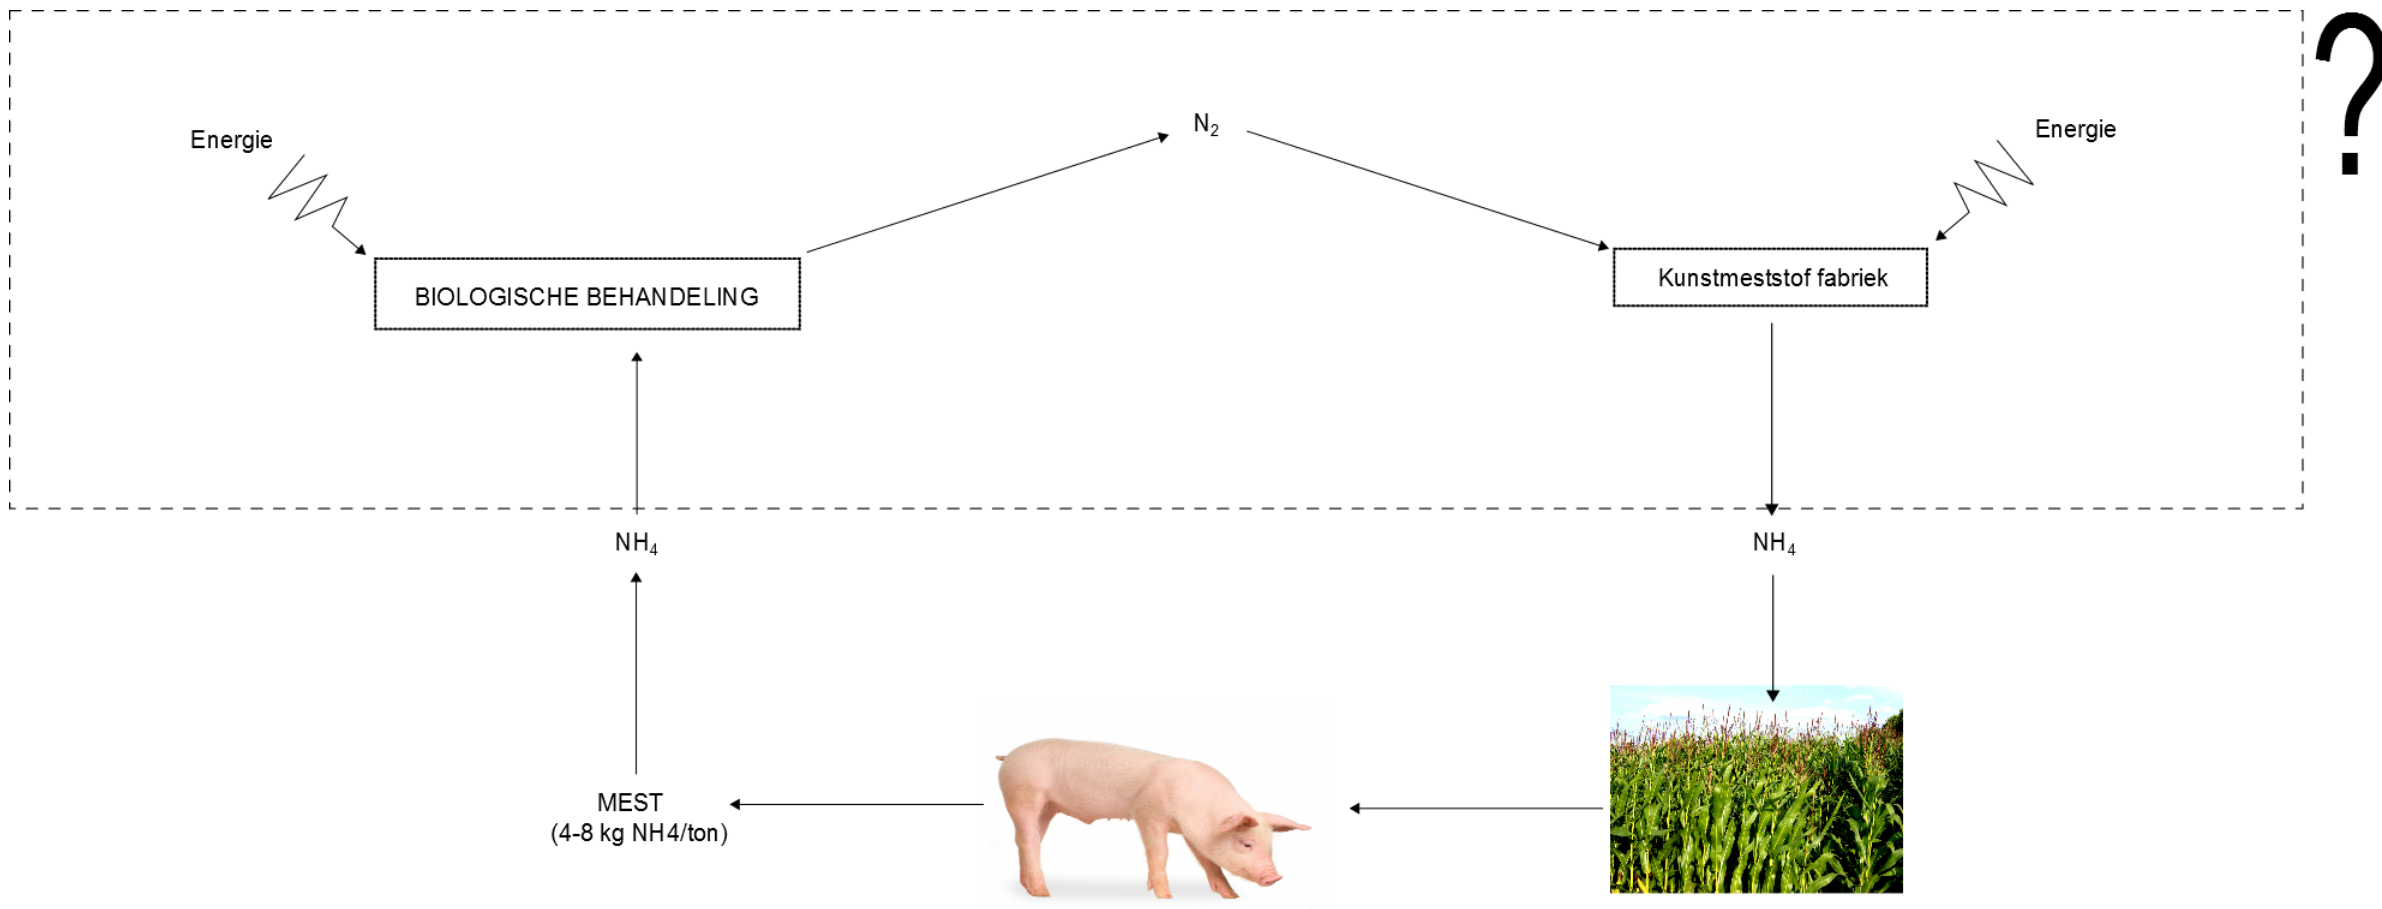 ?
N₂
Energie
Energie
BIOLOGISCHE BEHANDELING
Kunstmeststof fabriek
NH₄
NH₄
MEST
(4-8 kg NH4/ton)